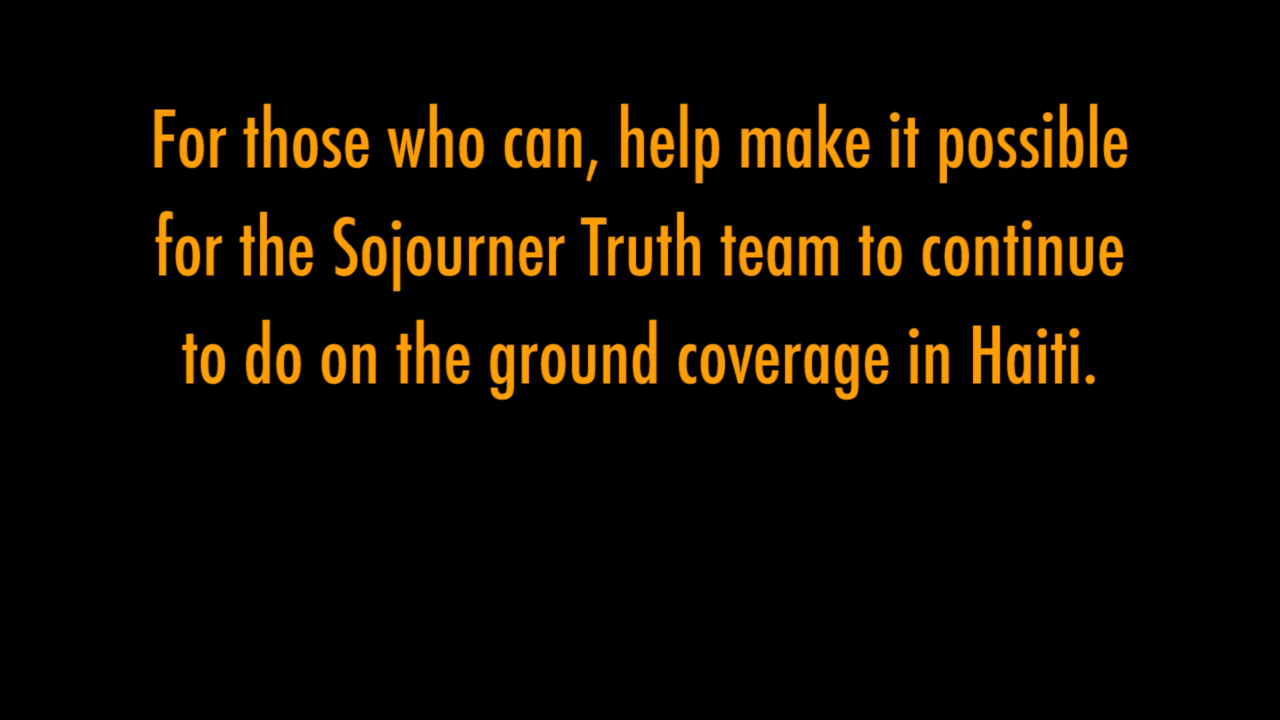 For those who can, help make it possible
for the Sojourner Truth team to continue
to do on the ground coverage in Haiti.